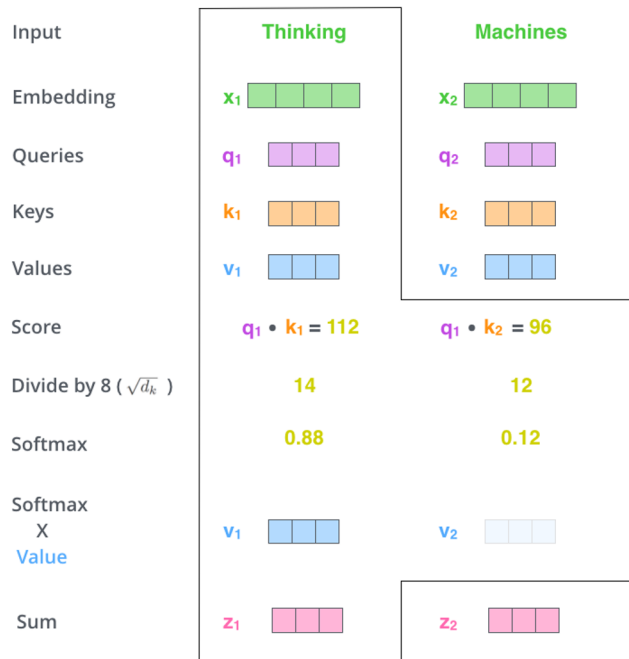 Input Thinking Machines
Embedding x₁ x₂
Queries q₁ q₂
Keys k₁ k₂
Values v₁ v₂
Score q₁ • k₁ = 112 q₁ • k₂ = 96
Divide by 8 ( √dₖ ) 14 12
Softmax 0.88 0.12
Softmax
X v₁ v₂
Value
Sum z₁ z₂